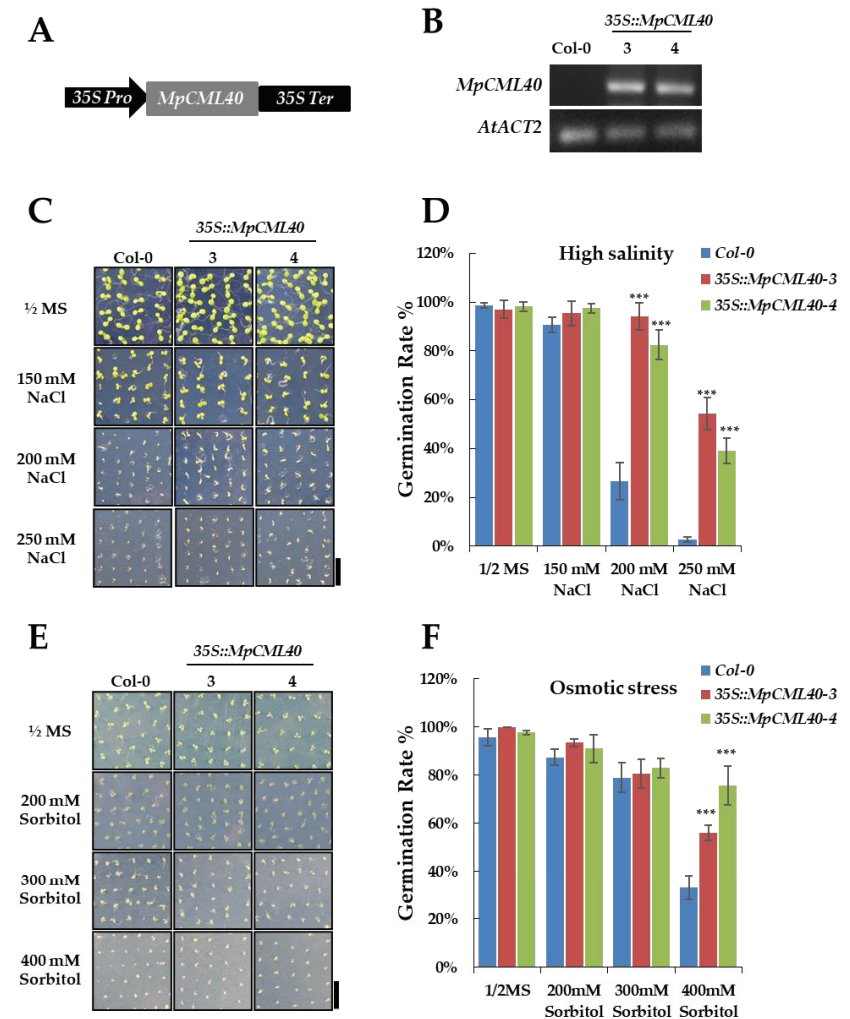 A
35S Pro MpCML40 35S Ter
B
35S::MpCML40
Col-0 3 4
MpCML40
AtACT2
C
35S::MpCML40
Col-0 3 4
½ MS
150 mM
NaCl
200 mM
NaCl
250 mM
NaCl
D
High salinity
Col-0
35S::MpCML40-3
35S::MpCML40-4
Germination Rate %
120%
100%
80%
60%
40%
20%
0%
*** ***
*** ***
1/2 MS 150 mM 200 mM 250 mM
NaCl NaCl NaCl
E
35S::MpCML40
Col-0 3 4
½ MS
200 mM
Sorbitol
300 mM
Sorbitol
400 mM
Sorbitol
F
Osmotic stress
Col-0
35S::MpCML40-3
35S::MpCML40-4
Germination Rate %
120%
100%
80%
60%
40%
20%
0%
*** ***
1/2MS 200mM 300mM 400mM
Sorbitol Sorbitol Sorbitol